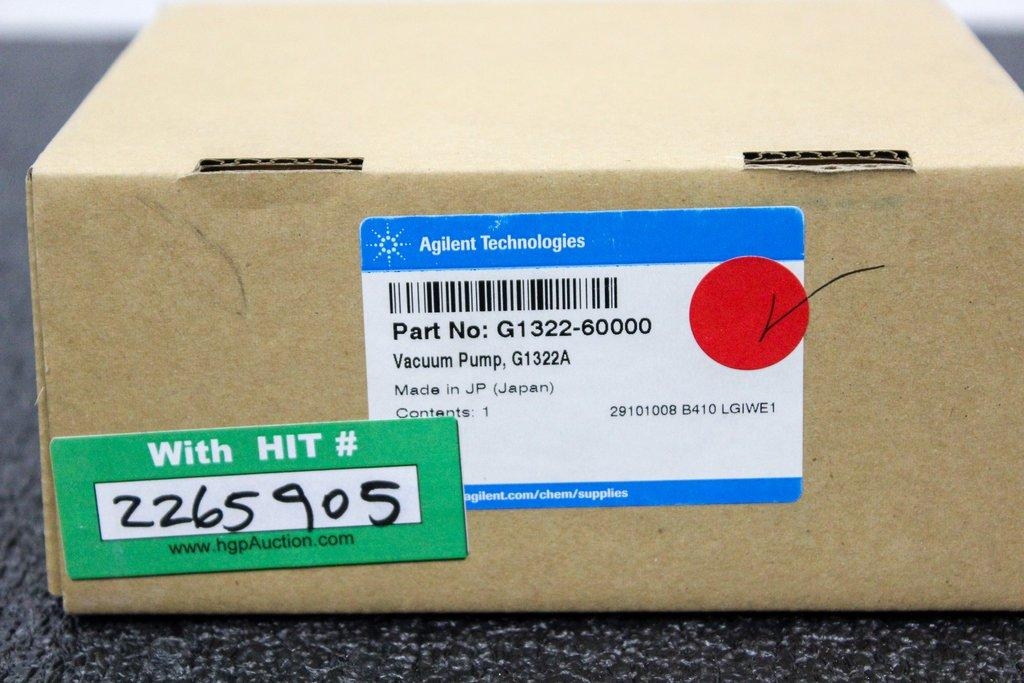 Agilent Technologies
Part No: G1322-60000
Vacuum Pump, G1322A
Made in JP (Japan)
Contents: 1
29101008 B410 LGIWE1
agilent.com/chem/supplies
With HIT #
2265905
www.hgpAuction.com